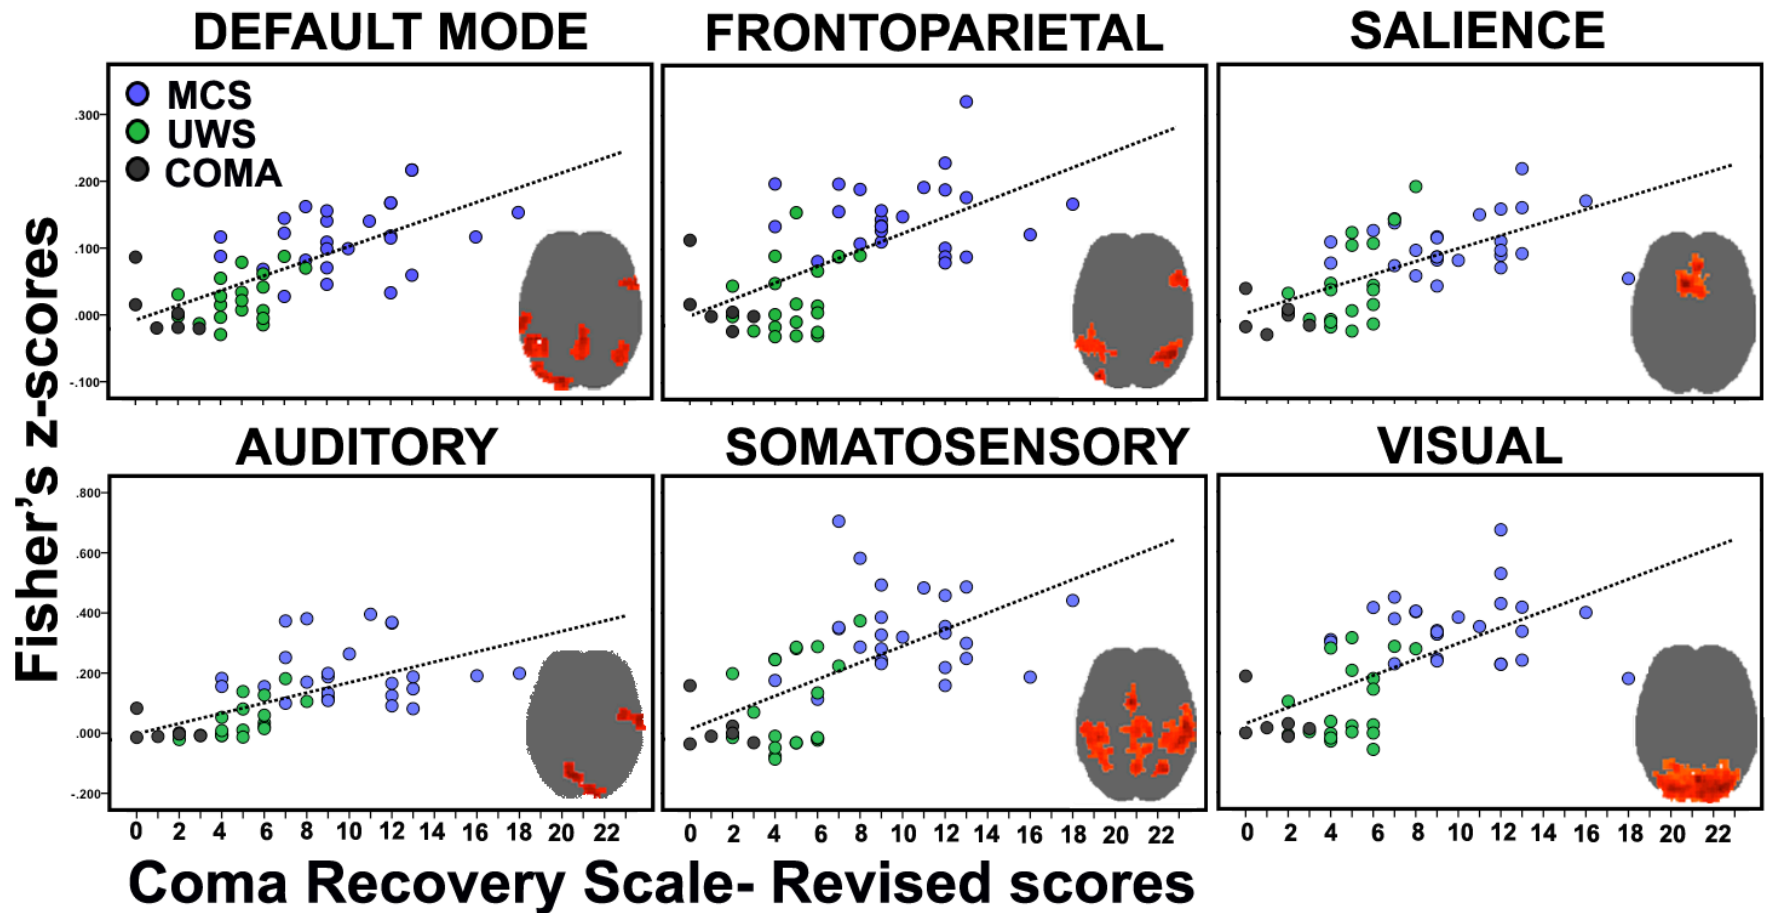 DEFAULT MODE
FRONTOPARIETAL
SALIENCE
MCS
UWS
COMA
.300
.200
.100
.000
-.100
Fisher's z-scores
AUDITORY
SOMATOSENSORY
VISUAL
.800
.600
.400
.200
.000
-.200
0 2 4 6 8 10 12 14 16 18 20 22
0 2 4 6 8 10 12 14 16 18 20 22
0 2 4 6 8 10 12 14 16 18 20 22
Coma Recovery Scale- Revised scores